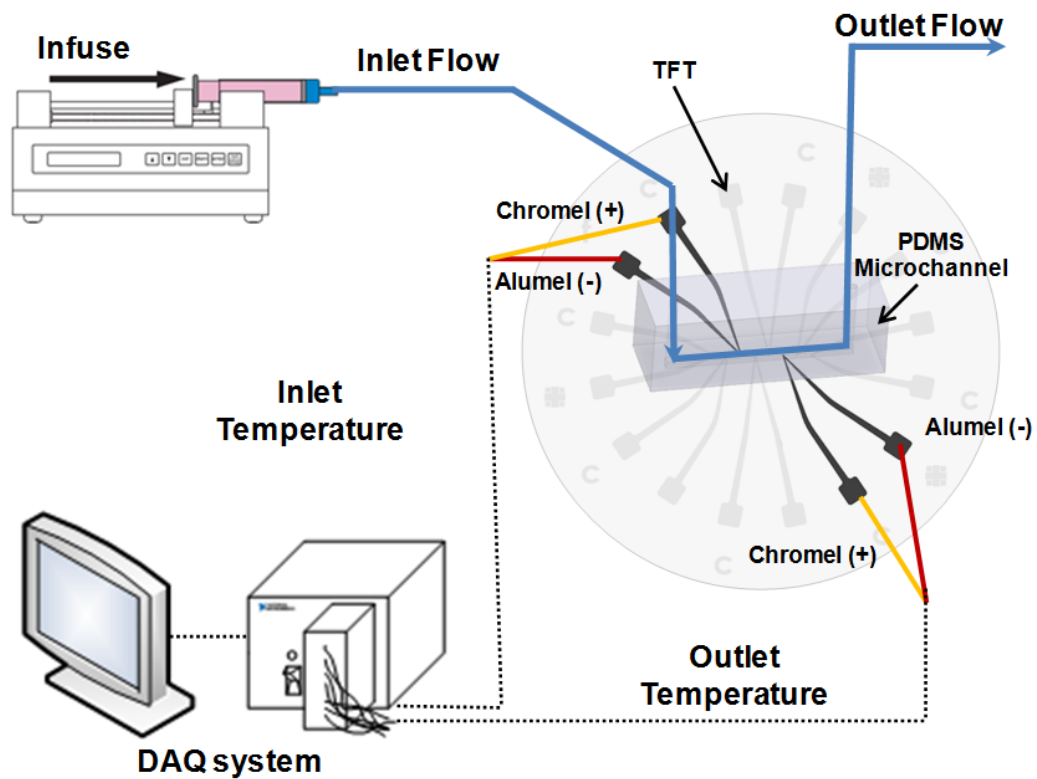 Infuse
Inlet Flow
Outlet Flow
TFT
C
C
Chromel (+)
PDMS
Microchannel
Alumel (-)
C
Inlet
Temperature
C
Alumel (-)
C
Chromel (+)
C
C
Outlet
Temperature
DAQ system